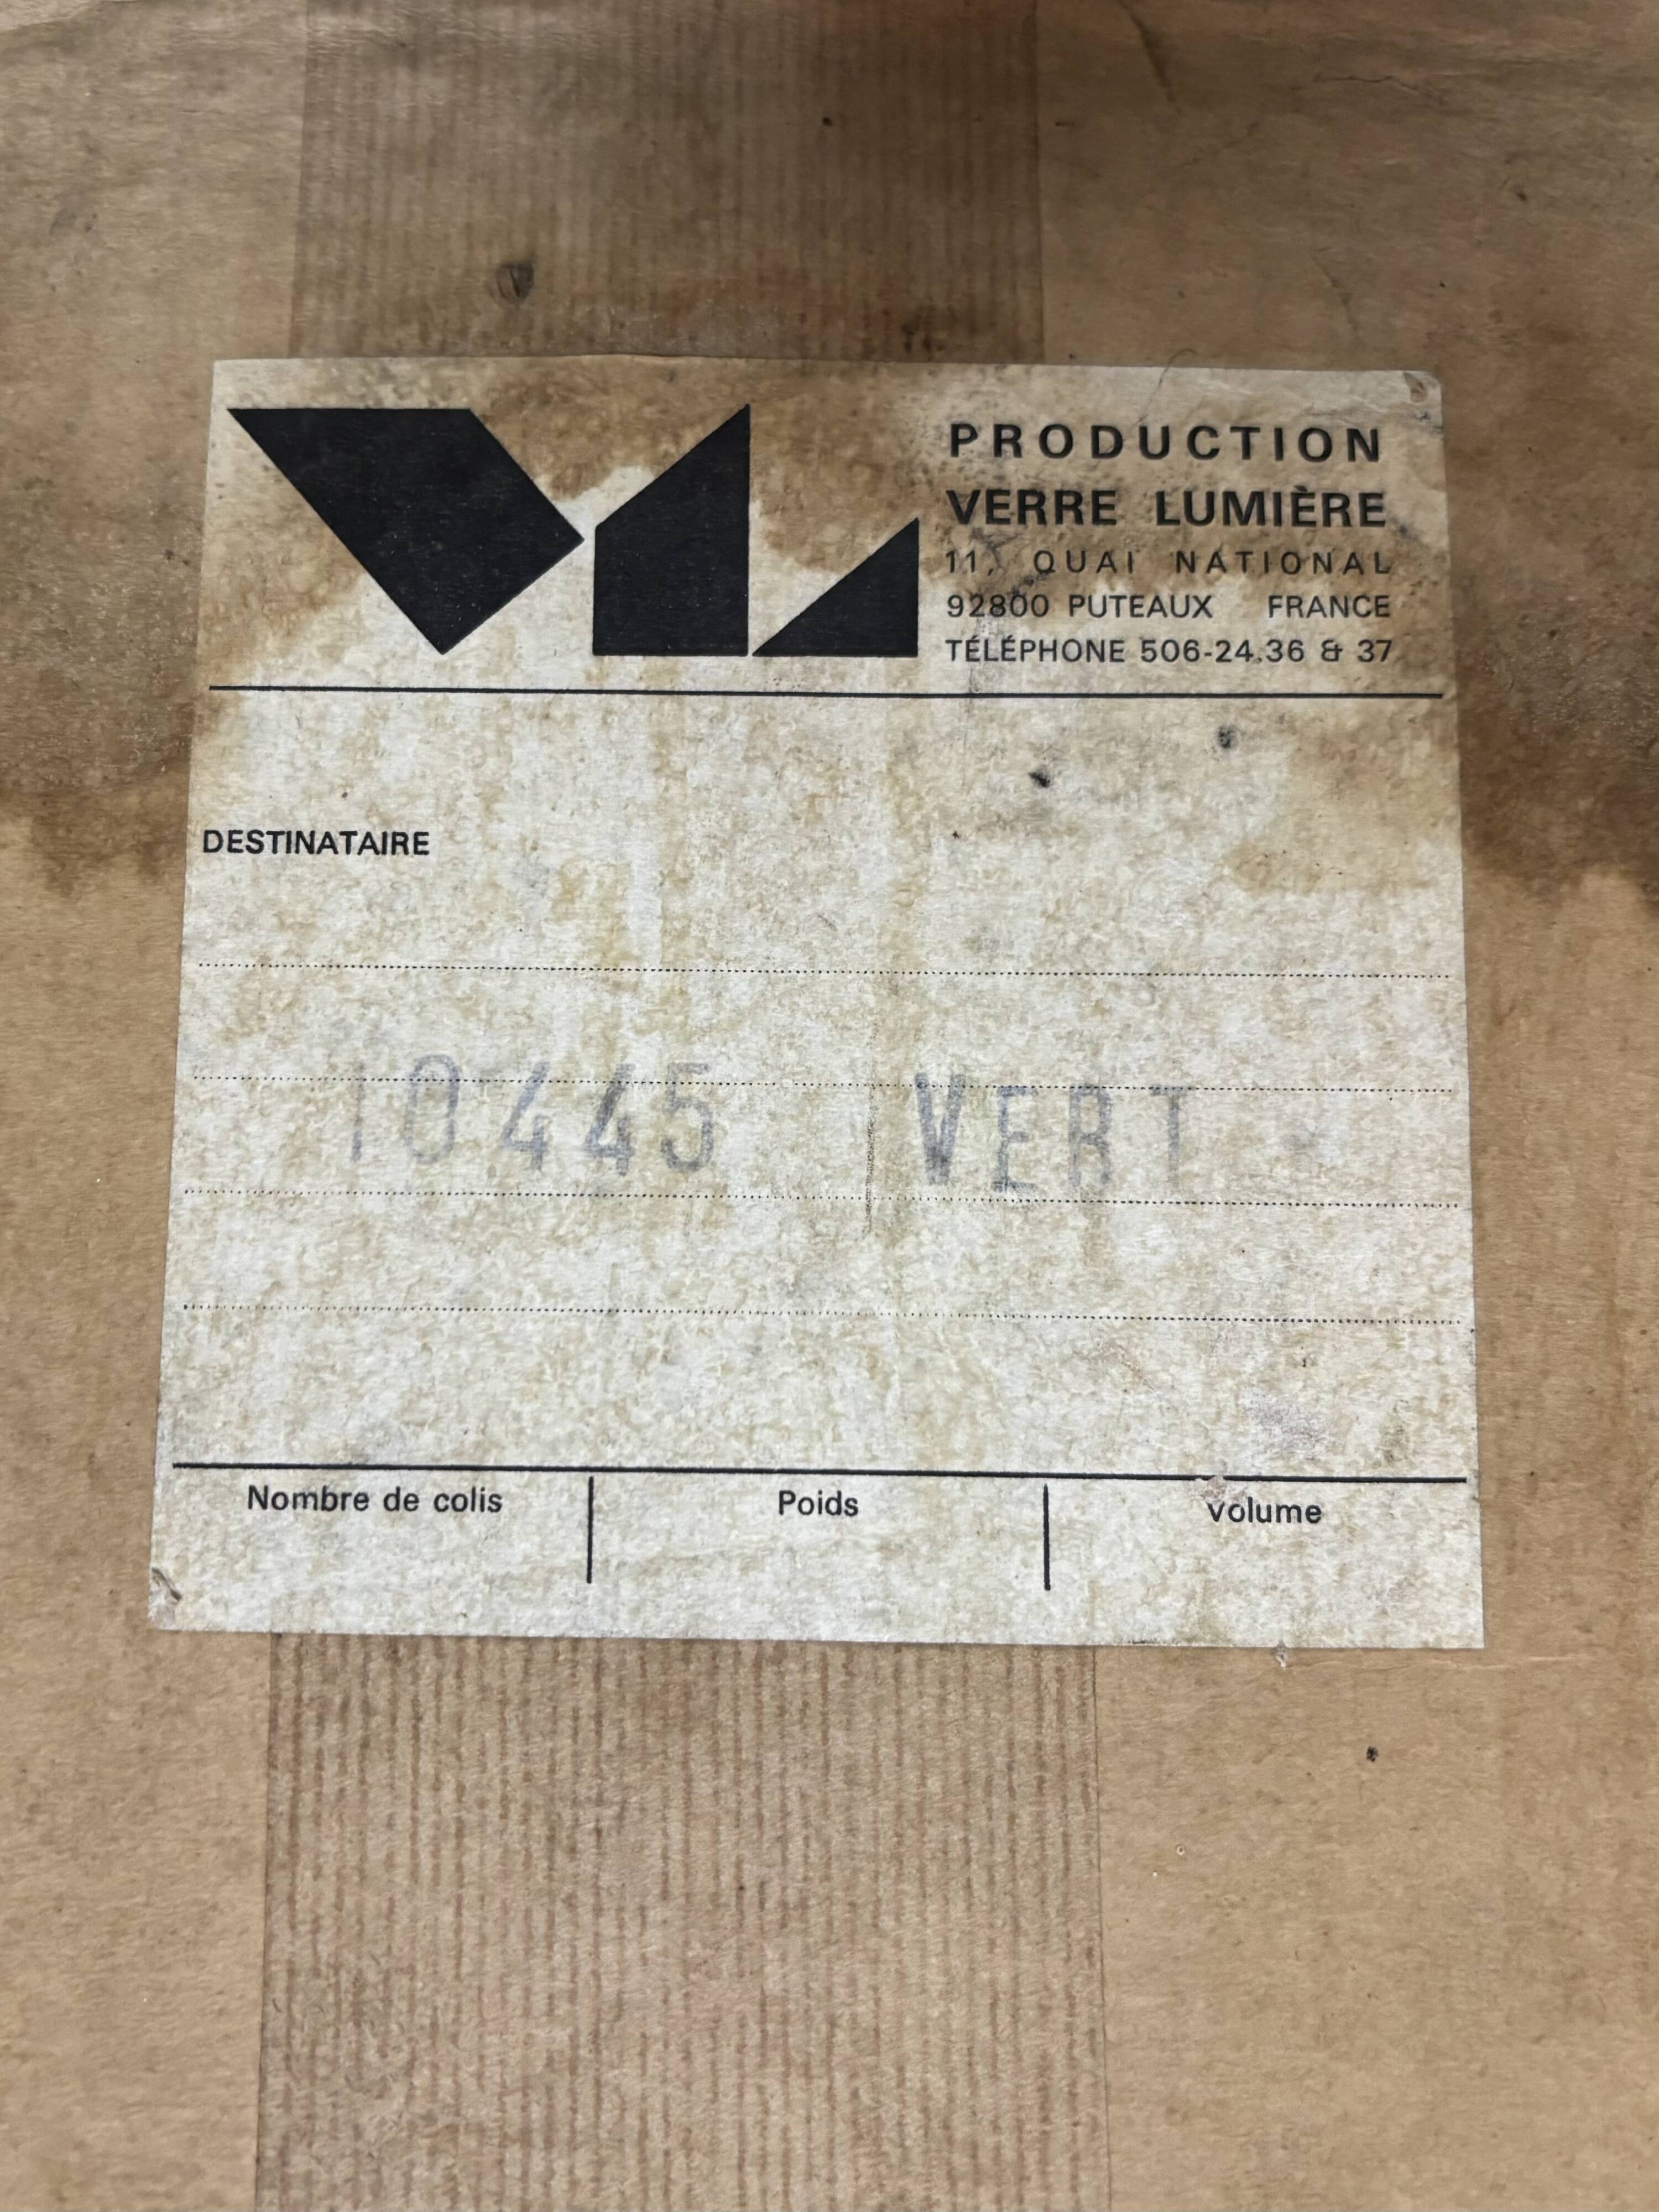 VL
PRODUCTION
VERRE LUMIÈRE
11, QUAI NATIONAL
92800 PUTEAUX FRANCE
TÉLÉPHONE 506-24.36 & 37
DESTINATAIRE
10445 VERT
Nombre de colis Poids Volume